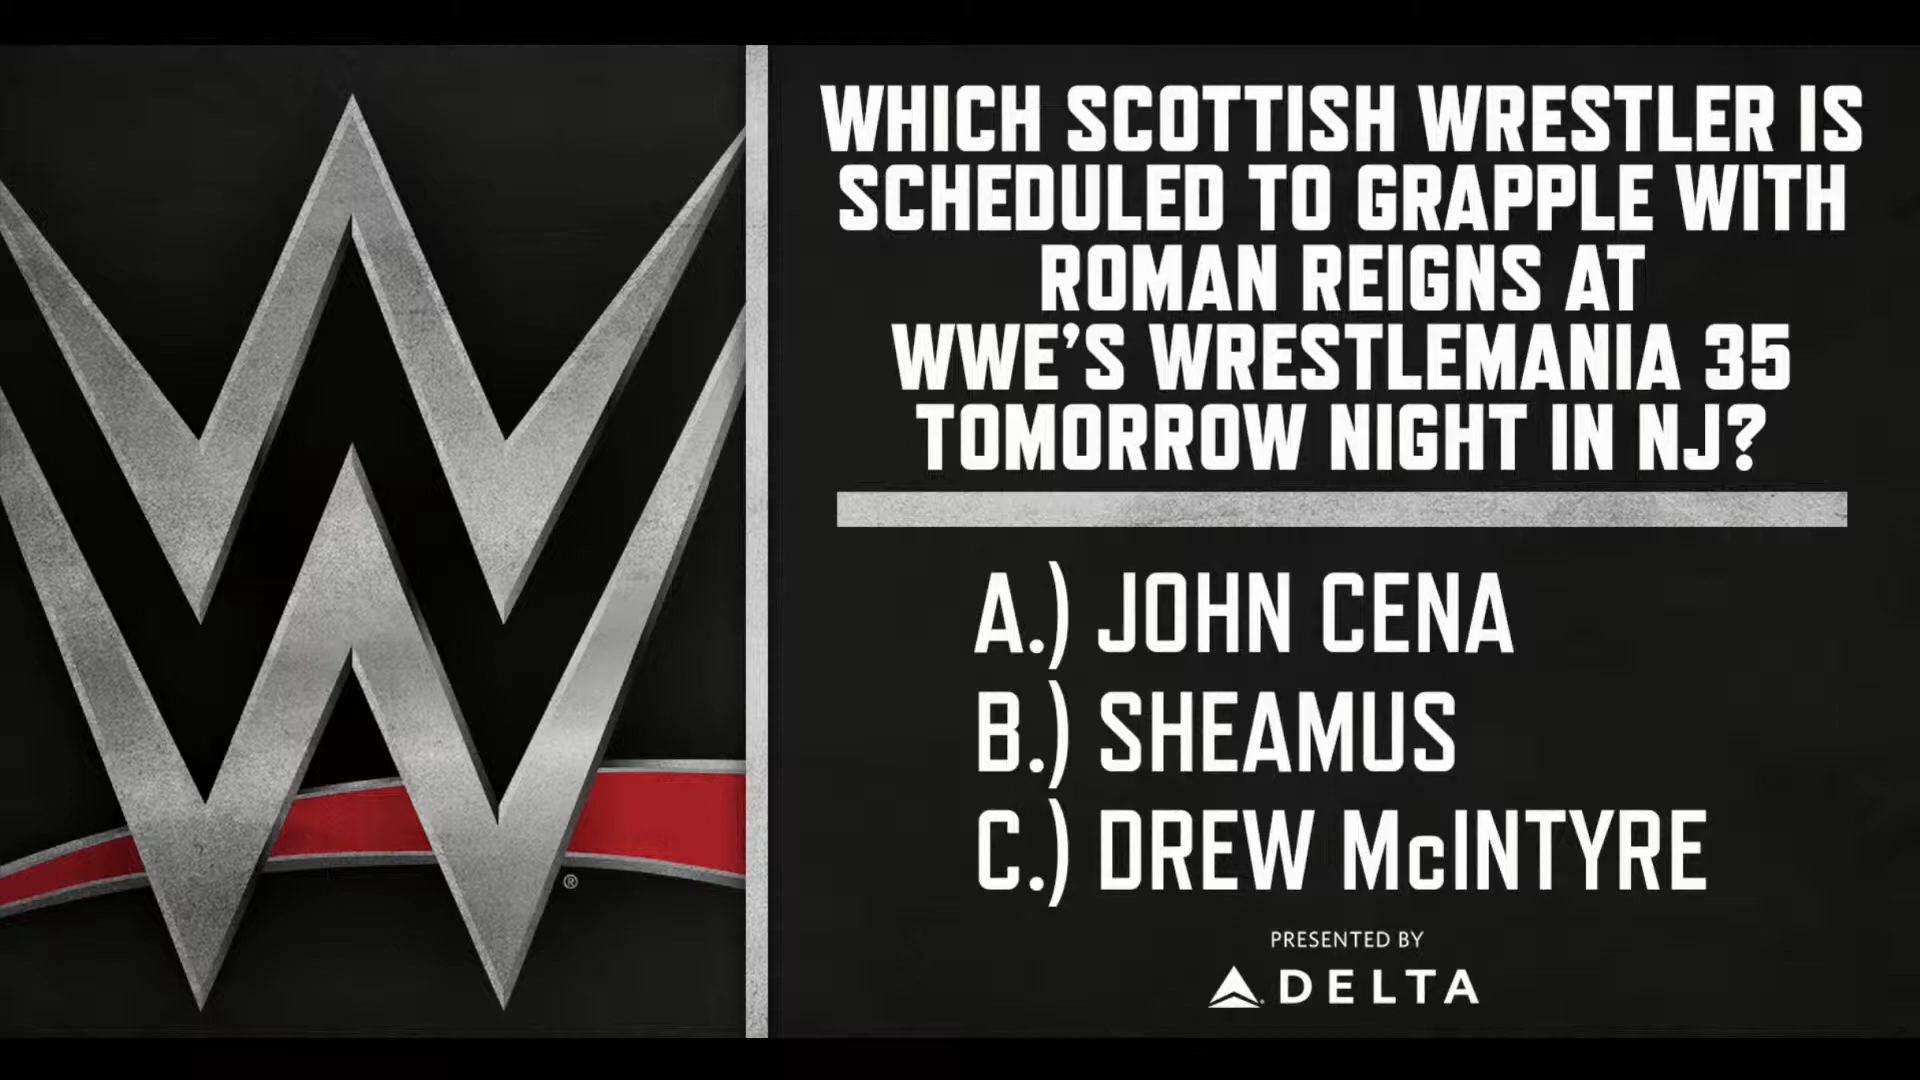 WHICH SCOTTISH WRESTLER IS
SCHEDULED TO GRAPPLE WITH
ROMAN REIGNS AT
WWE'S WRESTLEMANIA 35
TOMORROW NIGHT IN NJ?
A.) JOHN CENA
B.) SHEAMUS
C.) DREW McINTYRE
PRESENTED BY
DELTA
®